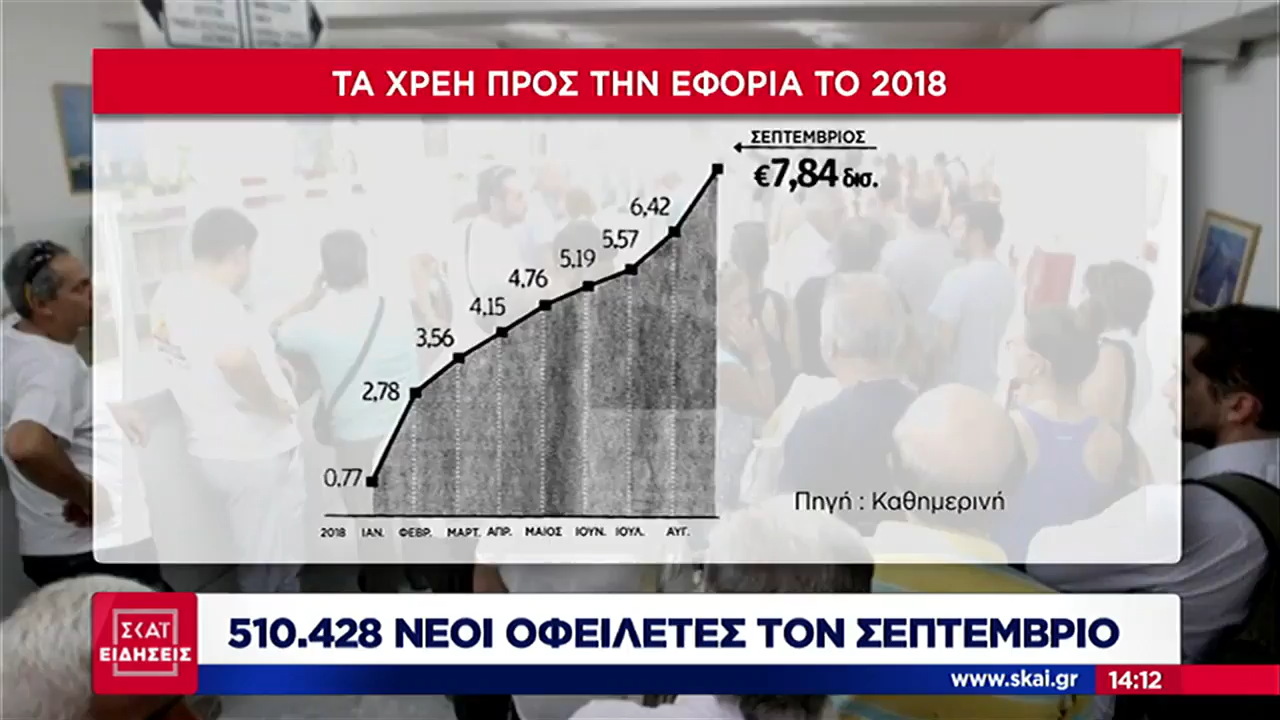 ΤΑ ΧΡΕΗ ΠΡΟΣ ΤΗΝ ΕΦΟΡΙΑ ΤΟ 2018
ΣΕΠΤΕΜΒΡΙΟΣ
€7,84 δισ.
6,42
5,57
5,19
4,76
4,15
3,56
2,78
0,77
Πηγή : Καθημερινή
2018 ΙΑΝ. ΦΕΒΡ. ΜΑΡΤ. ΑΠΡ. ΜΑΙΟΣ ΙΟΥΝ. ΙΟΥΛ. ΑΥΓ.
ΣΚΑΪ
ΕΙΔΗΣΕΙΣ
510.428 ΝΕΟΙ ΟΦΕΙΛΕΤΕΣ ΤΟΝ ΣΕΠΤΕΜΒΡΙΟ
www.skai.gr 14:12